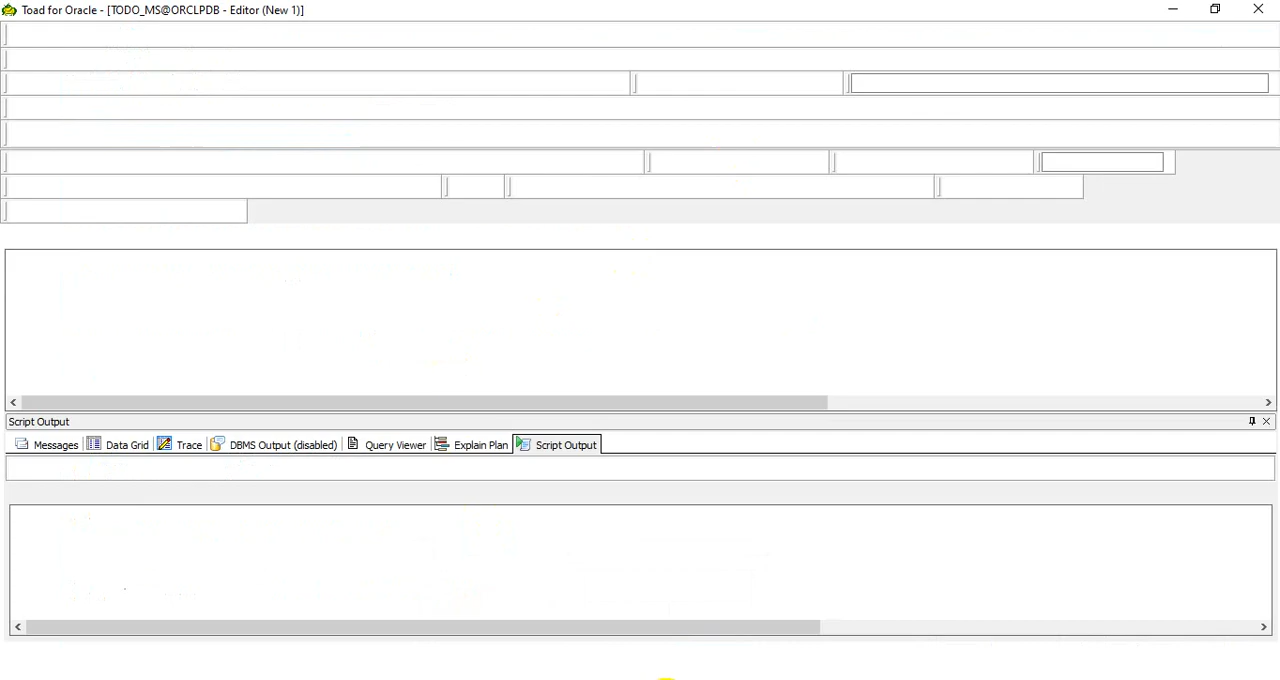 Toad for Oracle - [TODO_MS@ORCLPDB - Editor (New 1)]
Script Output
Messages Data Grid Trace DBMS Output (disabled) Query Viewer Explain Plan Script Output